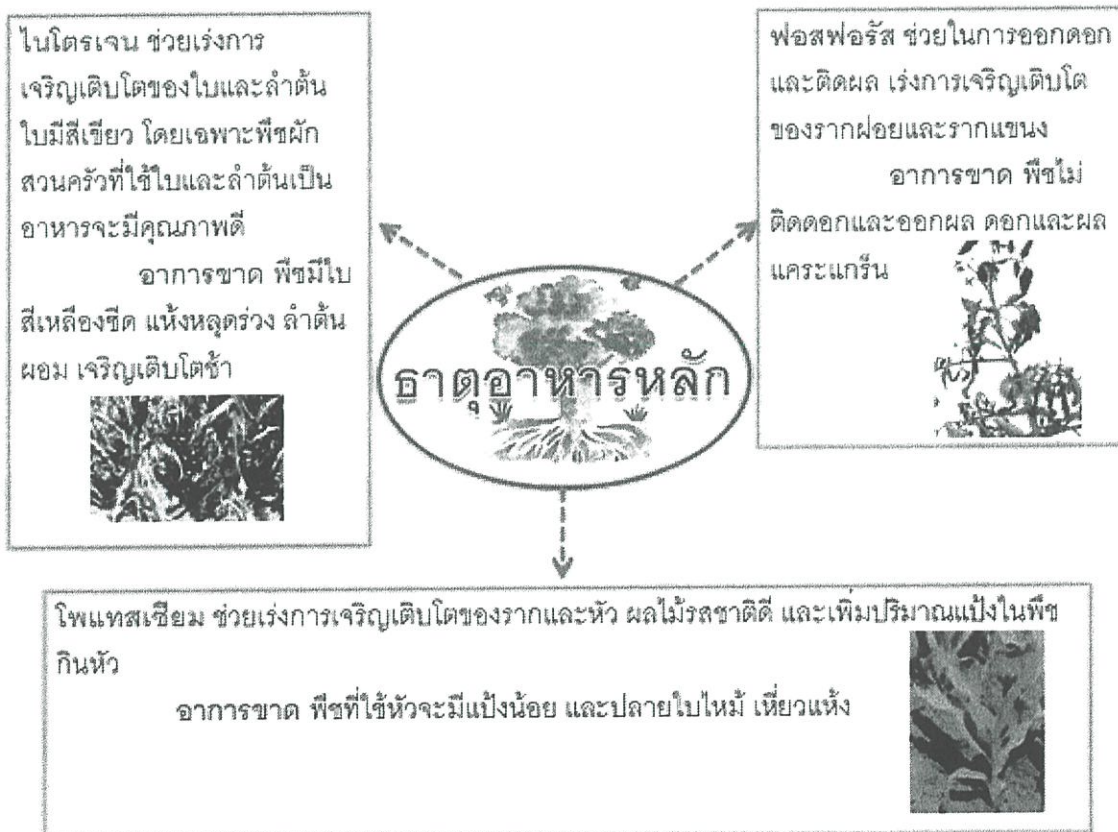 ไนโตรเจน ช่วยเร่งการ
เจริญเติบโตของใบและลำต้น
ใบมีสีเขียว โดยเฉพาะพืชผัก
สวนครัวที่ใช้ใบและลำต้นเป็น
อาหารจะมีคุณภาพดี
อาการขาด พืชมีใบ
สีเหลืองซีด แห้งหลุดร่วง ลำต้น
ผอม เจริญเติบโตช้า
ฟอสฟอรัส ช่วยในการออกดอก
และติดผล เร่งการเจริญเติบโต
ของรากฝอยและรากแขนง
อาการขาด พืชไม่
ติดดอกและออกผล ดอกและผล
แคระแกร็น
ธาตุอาหารหลัก
โพแทสเซียม ช่วยเร่งการเจริญเติบโตของรากและหัว ผลไม้รสชาติดี และเพิ่มปริมาณแป้งในพืช
กินหัว
อาการขาด พืชที่ใช้หัวจะมีแป้งน้อย และปลายใบไหม้ เหี่ยวแห้ง